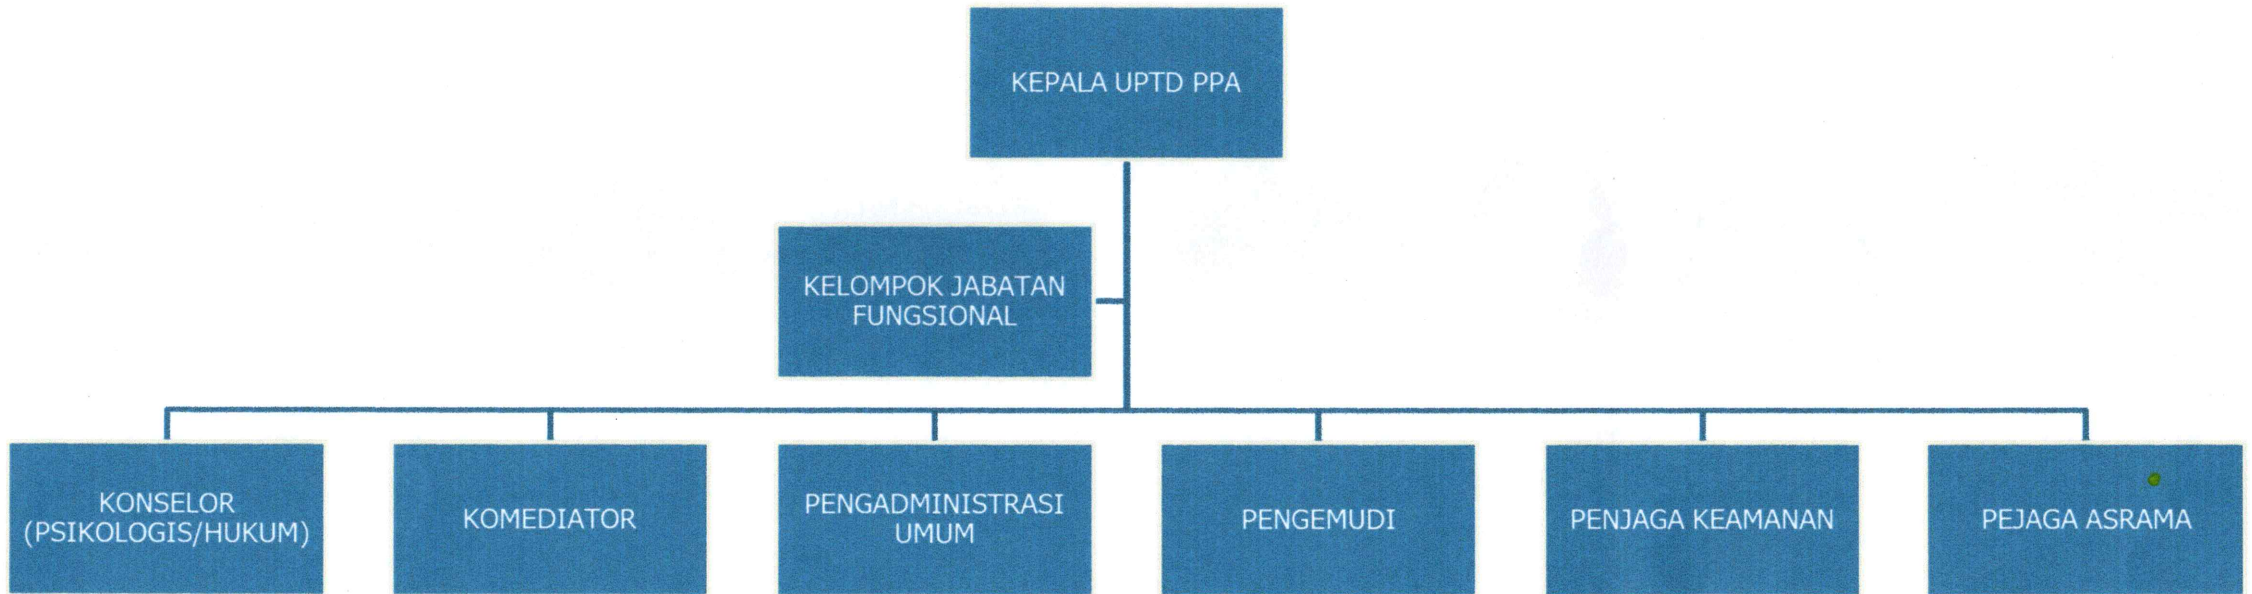 KEPALA UPTD PPA
KELOMPOK JABATAN
FUNGSIONAL
KONSELOR
(PSIKOLOGIS/HUKUM)
KOMEDIATOR
PENGADMINISTRASI
UMUM
PENGEMUDI
PENJAGA KEAMANAN
PEJAGA ASRAMA